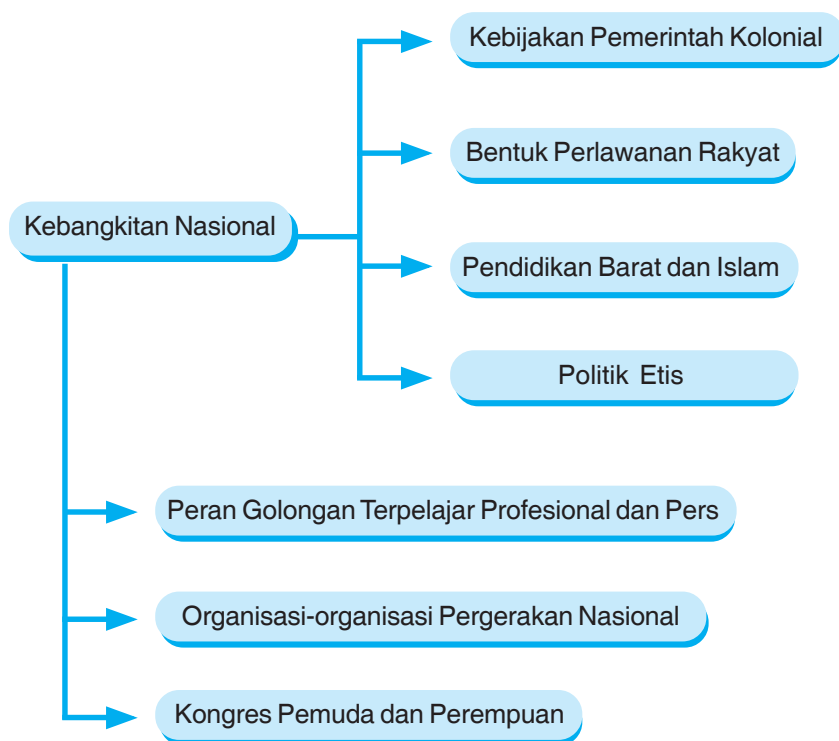 Kebijakan Pemerintah Kolonial
Bentuk Perlawanan Rakyat
Kebangkitan Nasional
Pendidikan Barat dan Islam
Politik Etis
Peran Golongan Terpelajar Profesional dan Pers
Organisasi-organisasi Pergerakan Nasional
Kongres Pemuda dan Perempuan